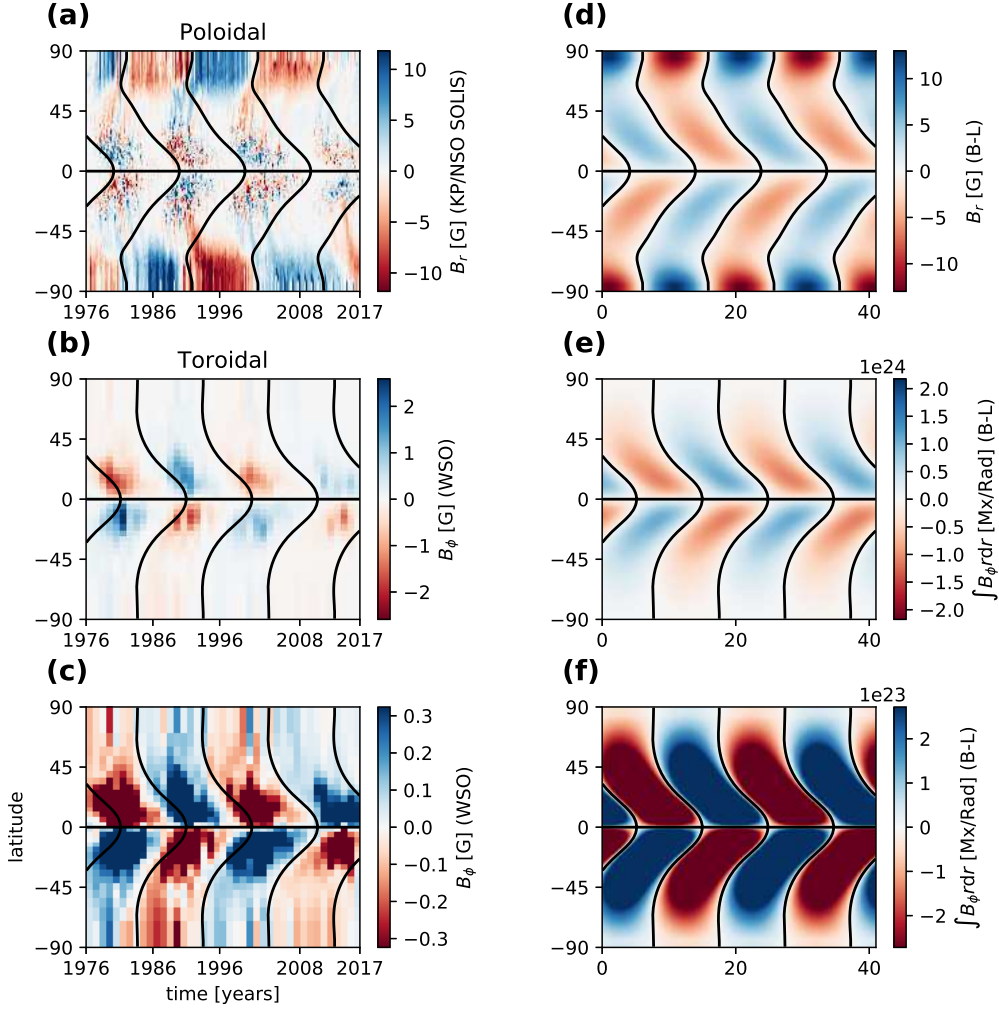 (a)
Poloidal
90
45
0
−45
−90
1976 1986 1996 2008 2017
10
5
0
−5
−10
B_r [G] (KP/NSO SOLIS)
(d)
90
45
0
−45
−90
0 20 40
10
5
0
−5
−10
B_r [G] (B-L)
(b)
Toroidal
90
45
0
−45
−90
1976 1986 1996 2008 2017
2
1
0
−1
−2
B_ϕ [G] (WSO)
(e)
1e24
90
45
0
−45
−90
0 20 40
2.0
1.5
1.0
0.5
0.0
−0.5
−1.0
−1.5
−2.0
∫B_ϕrdr [Mx/Rad] (B-L)
(c)
90
45
0
−45
−90
latitude
1976 1986 1996 2008 2017
time [years]
0.3
0.2
0.1
0.0
−0.1
−0.2
−0.3
B_ϕ [G] (WSO)
(f)
1e23
90
45
0
−45
−90
0 20 40
2
1
0
−1
−2
∫B_ϕrdr [Mx/Rad] (B-L)